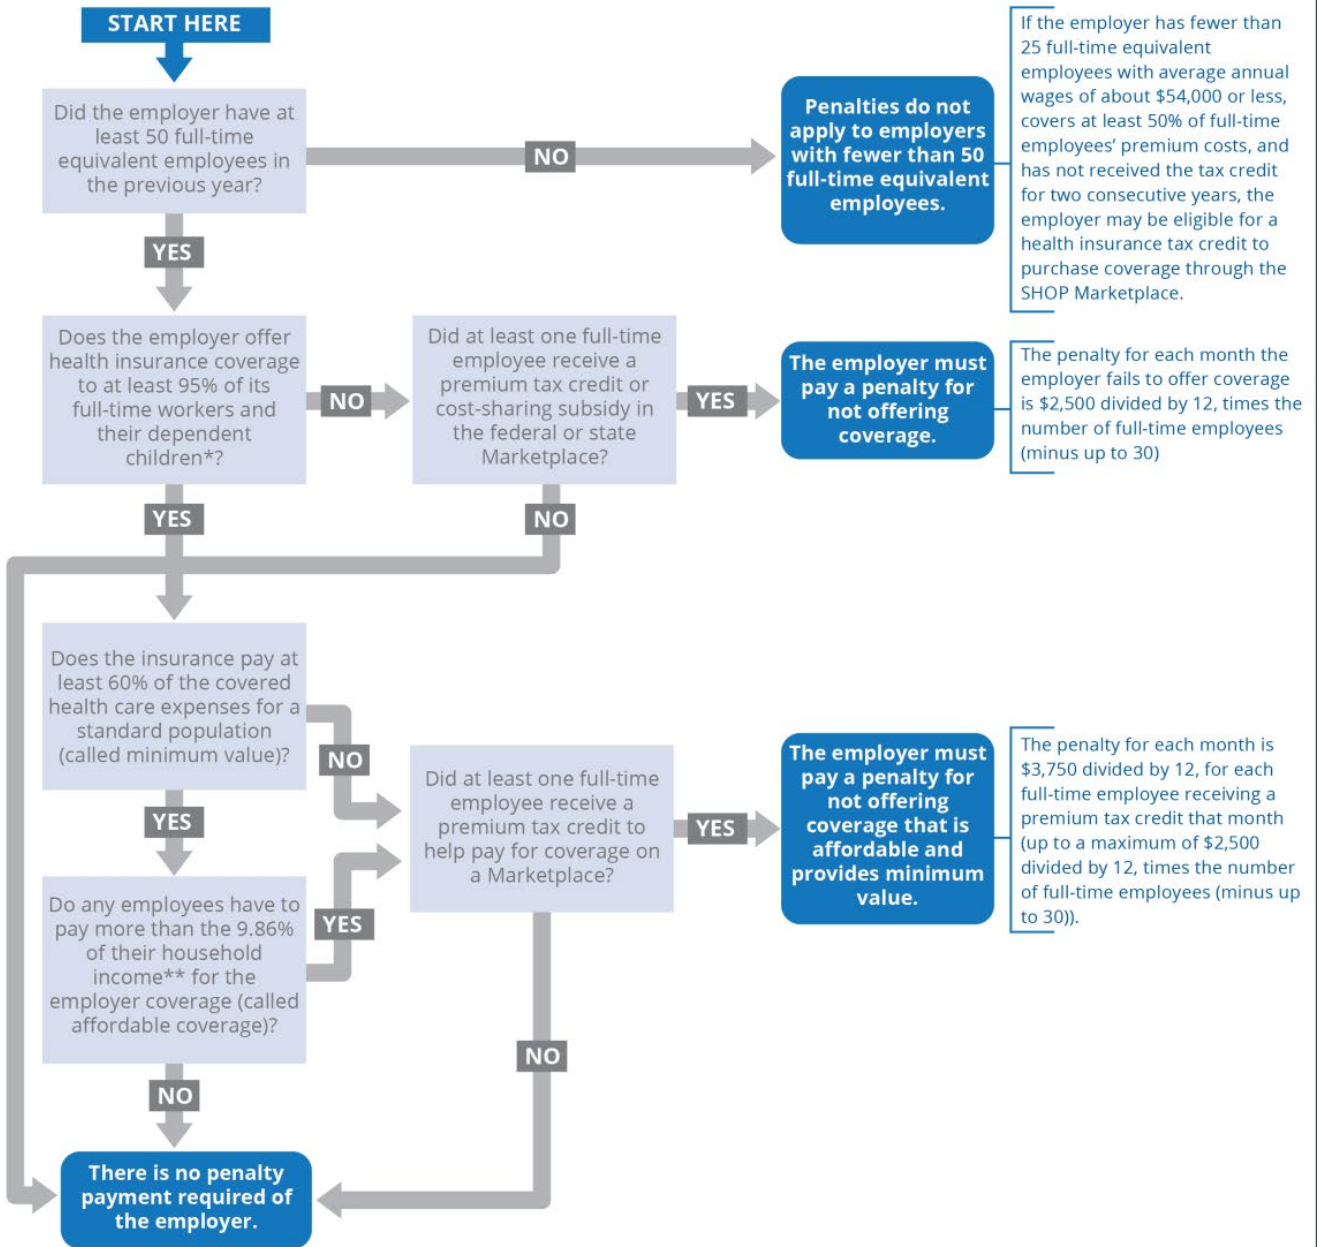 START HERE
Did the employer have at
least 50 full-time
equivalent employees in
the previous year?
NO
Penalties do not
apply to employers
with fewer than 50
full-time equivalent
employees.
If the employer has fewer than
25 full-time equivalent
employees with average annual
wages of about $54,000 or less,
covers at least 50% of full-time
employees’ premium costs, and
has not received the tax credit
for two consecutive years, the
employer may be eligible for a
health insurance tax credit to
purchase coverage through the
SHOP Marketplace.
YES
Does the employer offer
health insurance coverage
to at least 95% of its
full-time workers and
their dependent
children*?
NO
Did at least one full-time
employee receive a
premium tax credit or
cost-sharing subsidy in
the federal or state
Marketplace?
YES
The employer must
pay a penalty for
not offering
coverage.
The penalty for each month the
employer fails to offer coverage
is $2,500 divided by 12, times the
number of full-time employees
(minus up to 30)
YES
NO
Does the insurance pay at
least 60% of the covered
health care expenses for a
standard population
(called minimum value)?
NO
YES
Do any employees have to
pay more than the 9.86%
of their household
income** for the
employer coverage (called
affordable coverage)?
YES
Did at least one full-time
employee receive a
premium tax credit to
help pay for coverage on
a Marketplace?
YES
The employer must
pay a penalty for
not offering
coverage that is
affordable and
provides minimum
value.
The penalty for each month is
$3,750 divided by 12, for each
full-time employee receiving a
premium tax credit that month
(up to a maximum of $2,500
divided by 12, times the number
of full-time employees (minus up
to 30)).
NO
NO
There is no penalty
payment required of
the employer.